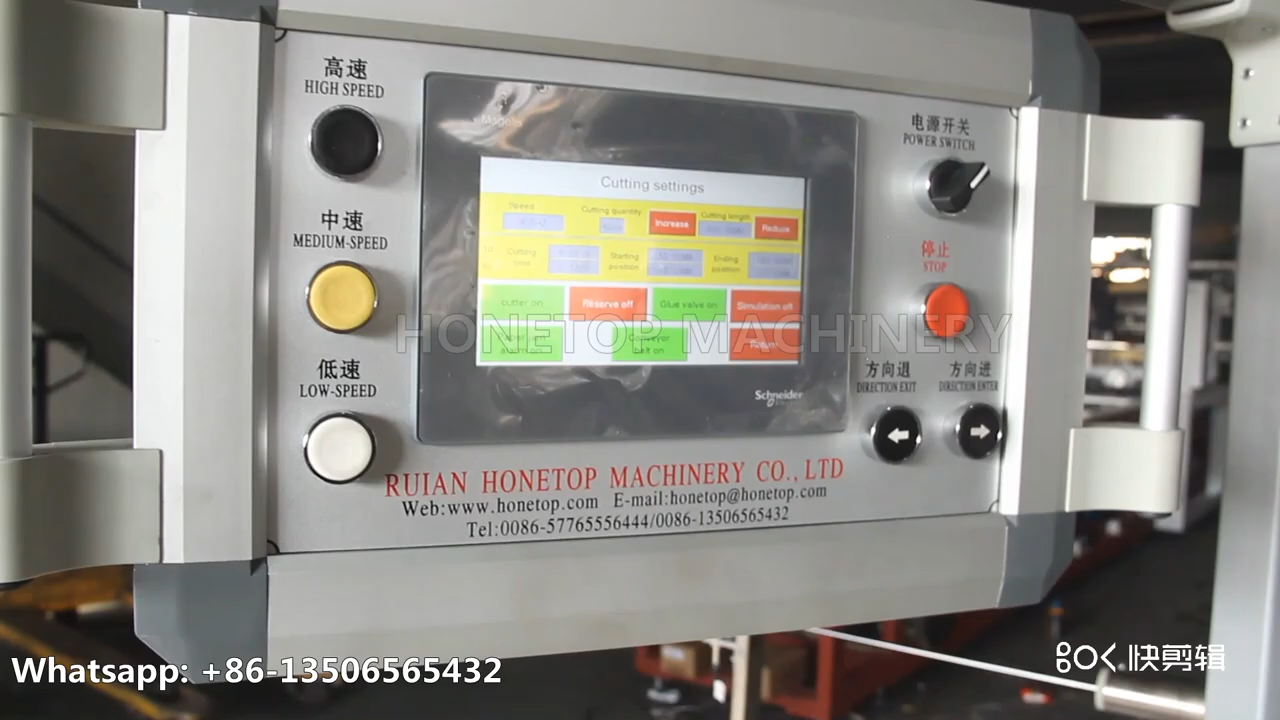 高速
HIGH SPEED
中速
MEDIUM-SPEED
低速
LOW-SPEED
Magelis
Cutting settings
Speed
Cutting quantity
Increase
Cutting length
Reduce
Cutting
Starting position
Ending position
cutter on
Reserve off
Glue valve on
Simulation off
Conveyor belt on
Return
Schneider
电源开关
POWER SWITCH
停止
STOP
方向退
DIRECTION EXIT
方向进
DIRECTION ENTER
HONETOP MACHINERY
RUIAN HONETOP MACHINERY CO., LTD
Web:www.honetop.com E-mail:honetop@honetop.com
Tel:0086-57765556444/0086-13506565432
Whatsapp: +86-13506565432
快剪辑